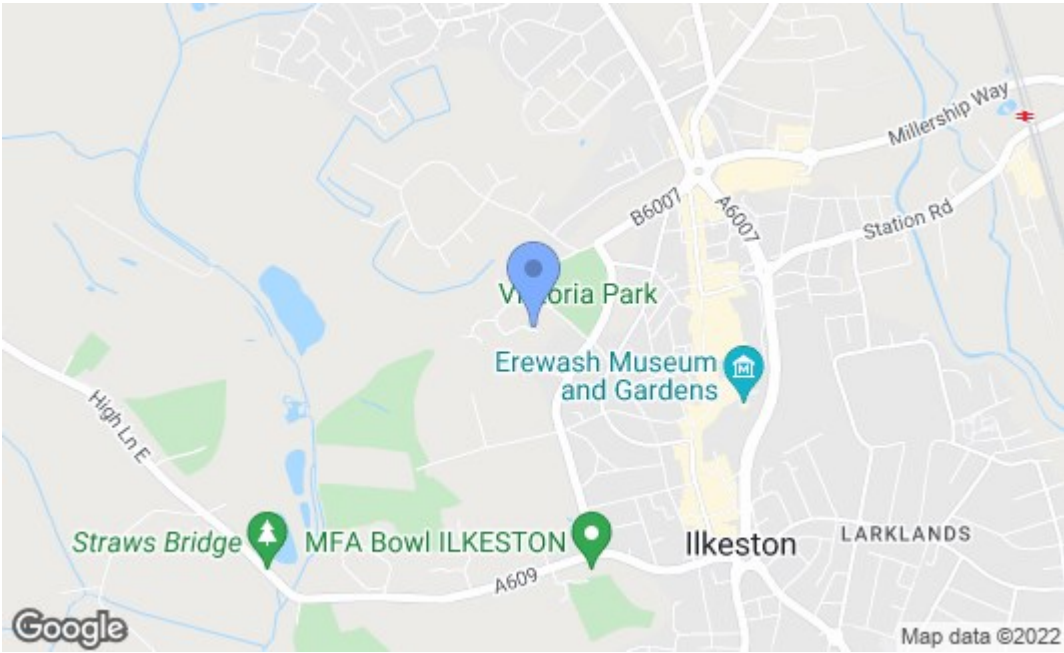 Millership Way
B6007
A6007
Station Rd
Victoria Park
Erewash Museum
and Gardens
High Ln E
Straws Bridge
MFA Bowl ILKESTON
Ilkeston
LARKLANDS
A609
Google
Map data ©2022